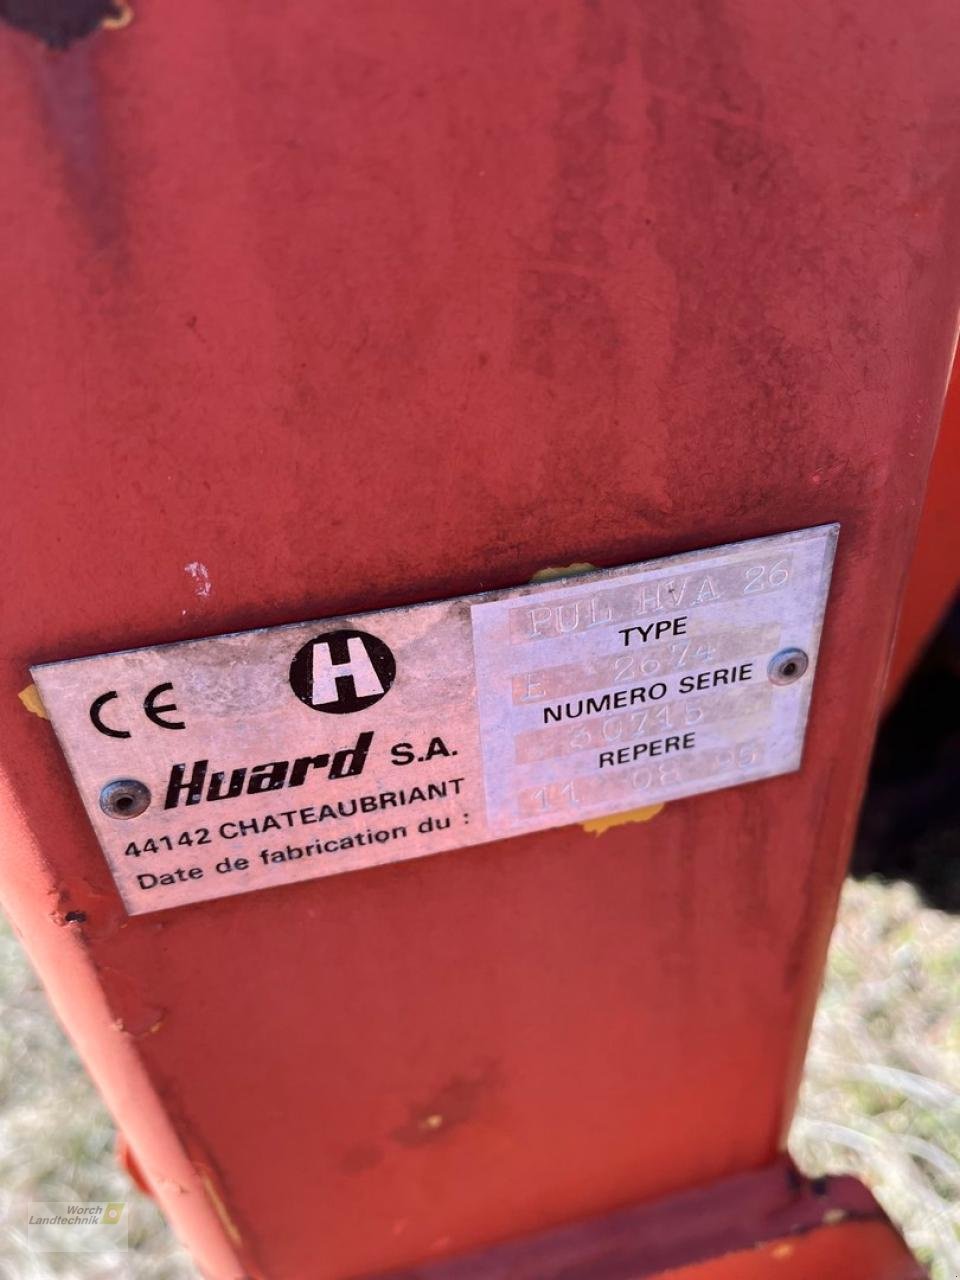 CE
H
Huard S.A.
44142 CHATEAUBRIANT
Date de fabrication du :
PUL HVA 26
TYPE
E 2674
NUMERO SERIE
30715
REPERE
11 08 95
Worch
Landtechnik